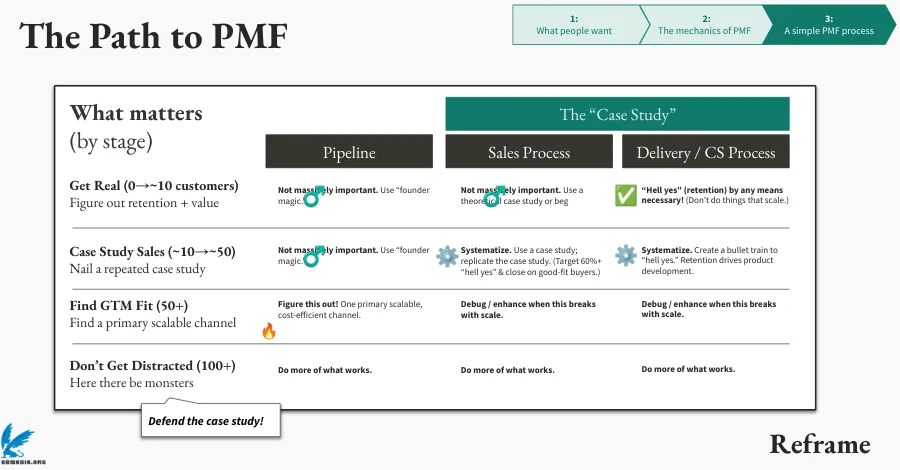 The Path to PMF
1:
What people want
2:
The mechanics of PMF
3:
A simple PMF process
What matters
(by stage)
The “Case Study”
Pipeline
Sales Process
Delivery / CS Process
Get Real (0→~10 customers)
Figure out retention + value
Not massively important. Use “founder
magic.
Not massively important. Use a
theoretical case study or beg
“Hell yes” (retention) by any means
necessary! (Don’t do things that scale.)
Case Study Sales (~10→~50)
Nail a repeated case study
Not massively important. Use “founder
magic.
Systematize. Use a case study;
replicate the case study. (Target 60%+
“hell yes” & close on good-fit buyers.)
Systematize. Create a bullet train to
“hell yes.” Retention drives product
development.
Find GTM Fit (50+)
Find a primary scalable channel
Figure this out! One primary scalable,
cost-efficient channel.
Debug / enhance when this breaks
with scale.
Debug / enhance when this breaks
with scale.
Don’t Get Distracted (100+)
Here there be monsters
Do more of what works.
Do more of what works.
Do more of what works.
Defend the case study!
Reframe